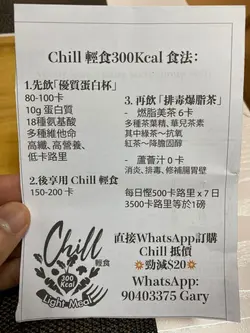 Chill 輕食300Kcal 食法：
1.先飲「優質蛋白杯」
80-100卡
10g 蛋白質
18種氨基酸
多種維他命
高纖、高營養、
低卡路里
2.後享用 Chill 輕食
150-200 卡
3. 再飲「排毒爆脂茶」
- 燃脂美茶 6卡
多種茶精、華兒茶素
其中綠茶～抗氧
紅茶～降膽固醇
- 蘆薈汁０卡
消炎、排毒、修補腸胃壁
每日慳500卡路里 x 7 日
3500卡路里等於1磅
Chill
輕食
300
Kcal
Light Meal
直接WhatsApp訂購
Chill 抵價
💥勁減$20💥
WhatsApp:
90403375 Gary